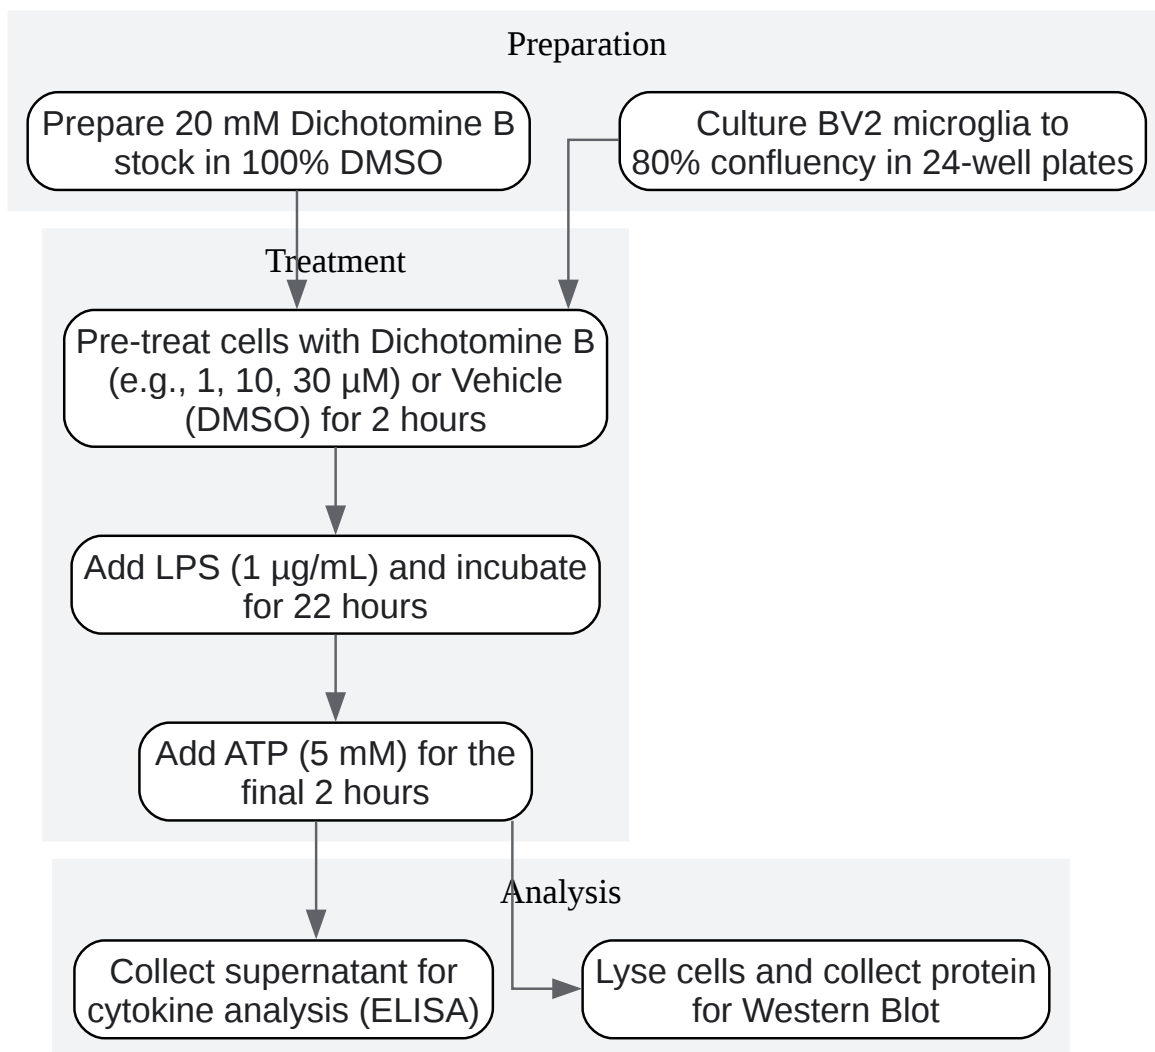 Preparation
Prepare 20 mM Dichotomine B
stock in 100% DMSO
Culture BV2 microglia to
80% confluency in 24-well plates
Treatment
Pre-treat cells with Dichotomine B
(e.g., 1, 10, 30 µM) or Vehicle
(DMSO) for 2 hours
Add LPS (1 µg/mL) and incubate
for 22 hours
Add ATP (5 mM) for the
final 2 hours
Analysis
Collect supernatant for
cytokine analysis (ELISA)
Lyse cells and collect protein
for Western Blot